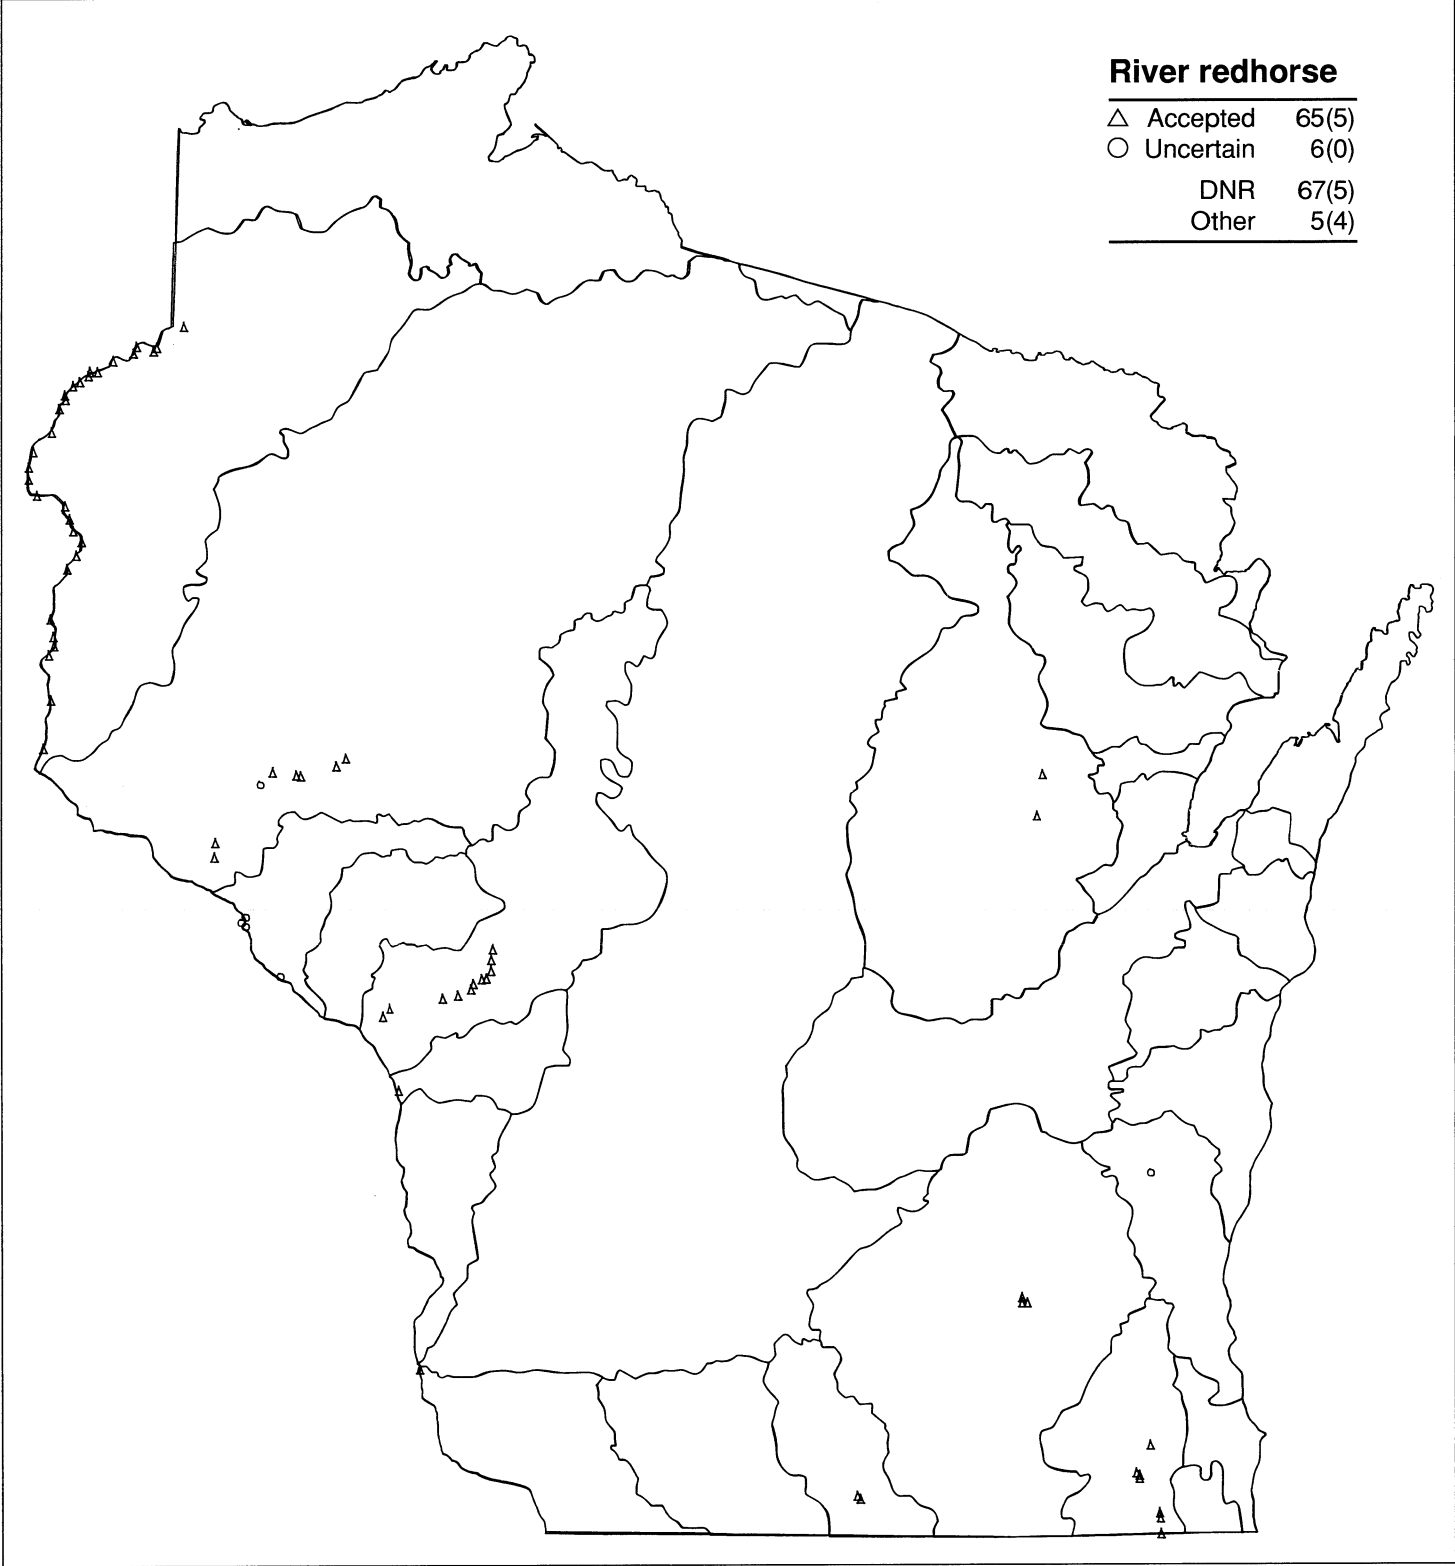 River redhorse
△ Accepted 65(5)
○ Uncertain 6(0)
DNR 67(5)
Other 5(4)